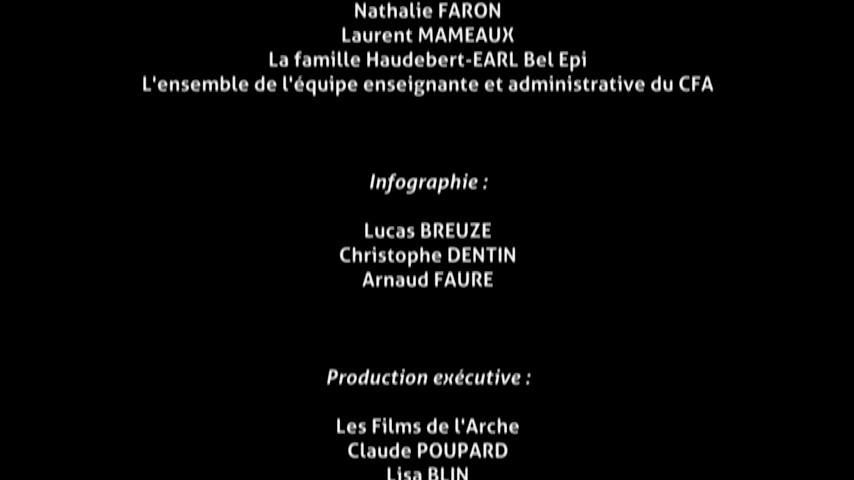 Nathalie FARON
Laurent MAMEAUX
La famille Haudebert-EARL Bel Epi
L'ensemble de l'équipe enseignante et administrative du CFA
Infographie :
Lucas BREUZE
Christophe DENTIN
Arnaud FAURE
Production exécutive :
Les Films de l'Arche
Claude POUPARD
Lisa BLIN